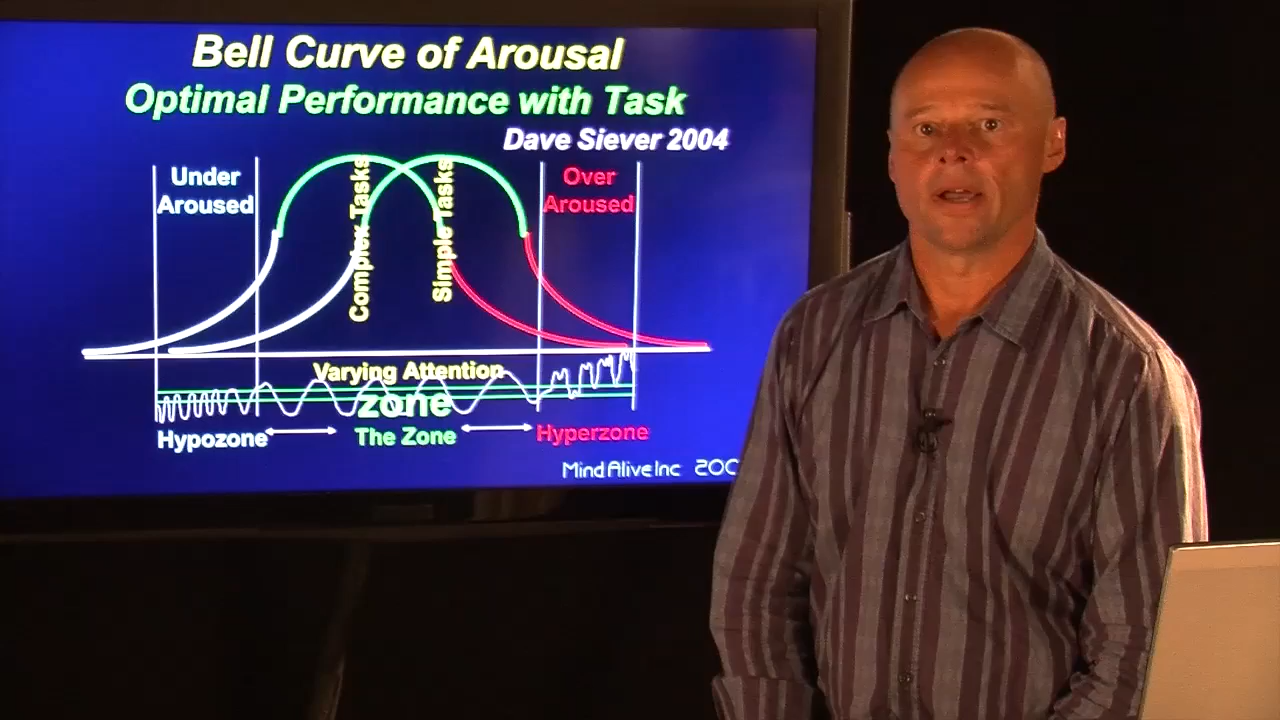 Bell Curve of Arousal
Optimal Performance with Task
Dave Siever 2004
Under
Aroused
Complex Tasks
Simple Tasks
Over
Aroused
Varying Attention
zone
Hypozone
The Zone
Hyperzone
Mind Alive Inc 200